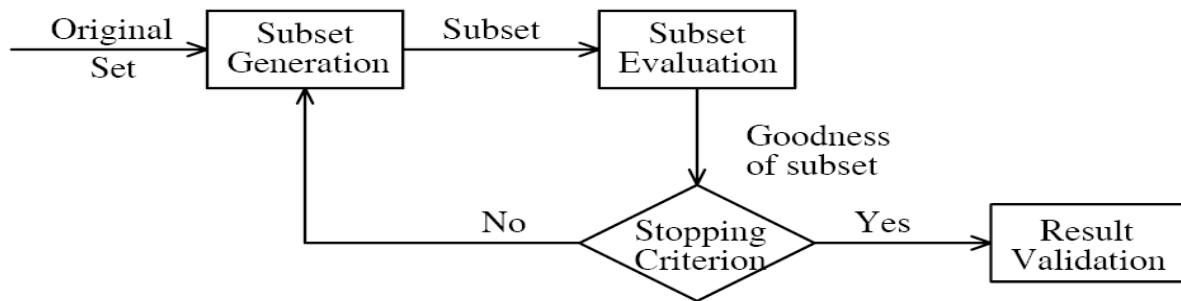 Original
Set
Subset
Generation
Subset
Subset
Evaluation
Goodness
of subset
No
Stopping
Criterion
Yes
Result
Validation